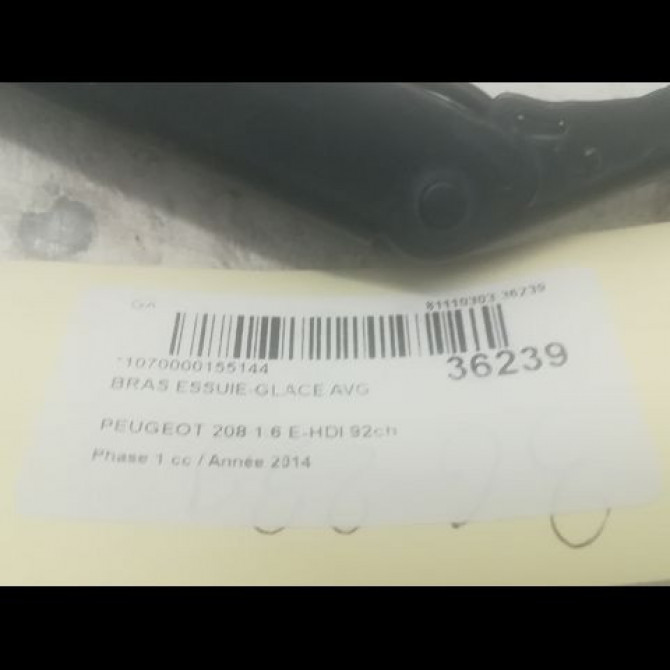 GA
81110303 36239
*1070000155144
36239
BRAS ESSUIE-GLACE AVG
PEUGEOT 208 1.6 E-HDI 92ch
Phase 1 cc / Année 2014